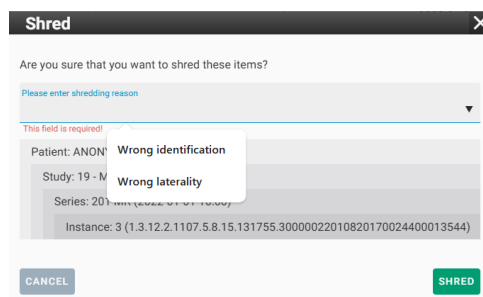 Shred
Are you sure that you want to shred these items?
Please enter shredding reason
This field is required!
Wrong identification
Wrong laterality
Patient: ANON
Study: 19 - M
Series: 201
Instance: 3 (1.3.12.2.1107.5.8.15.131755.30000022010820170024400013544)
CANCEL
SHRED